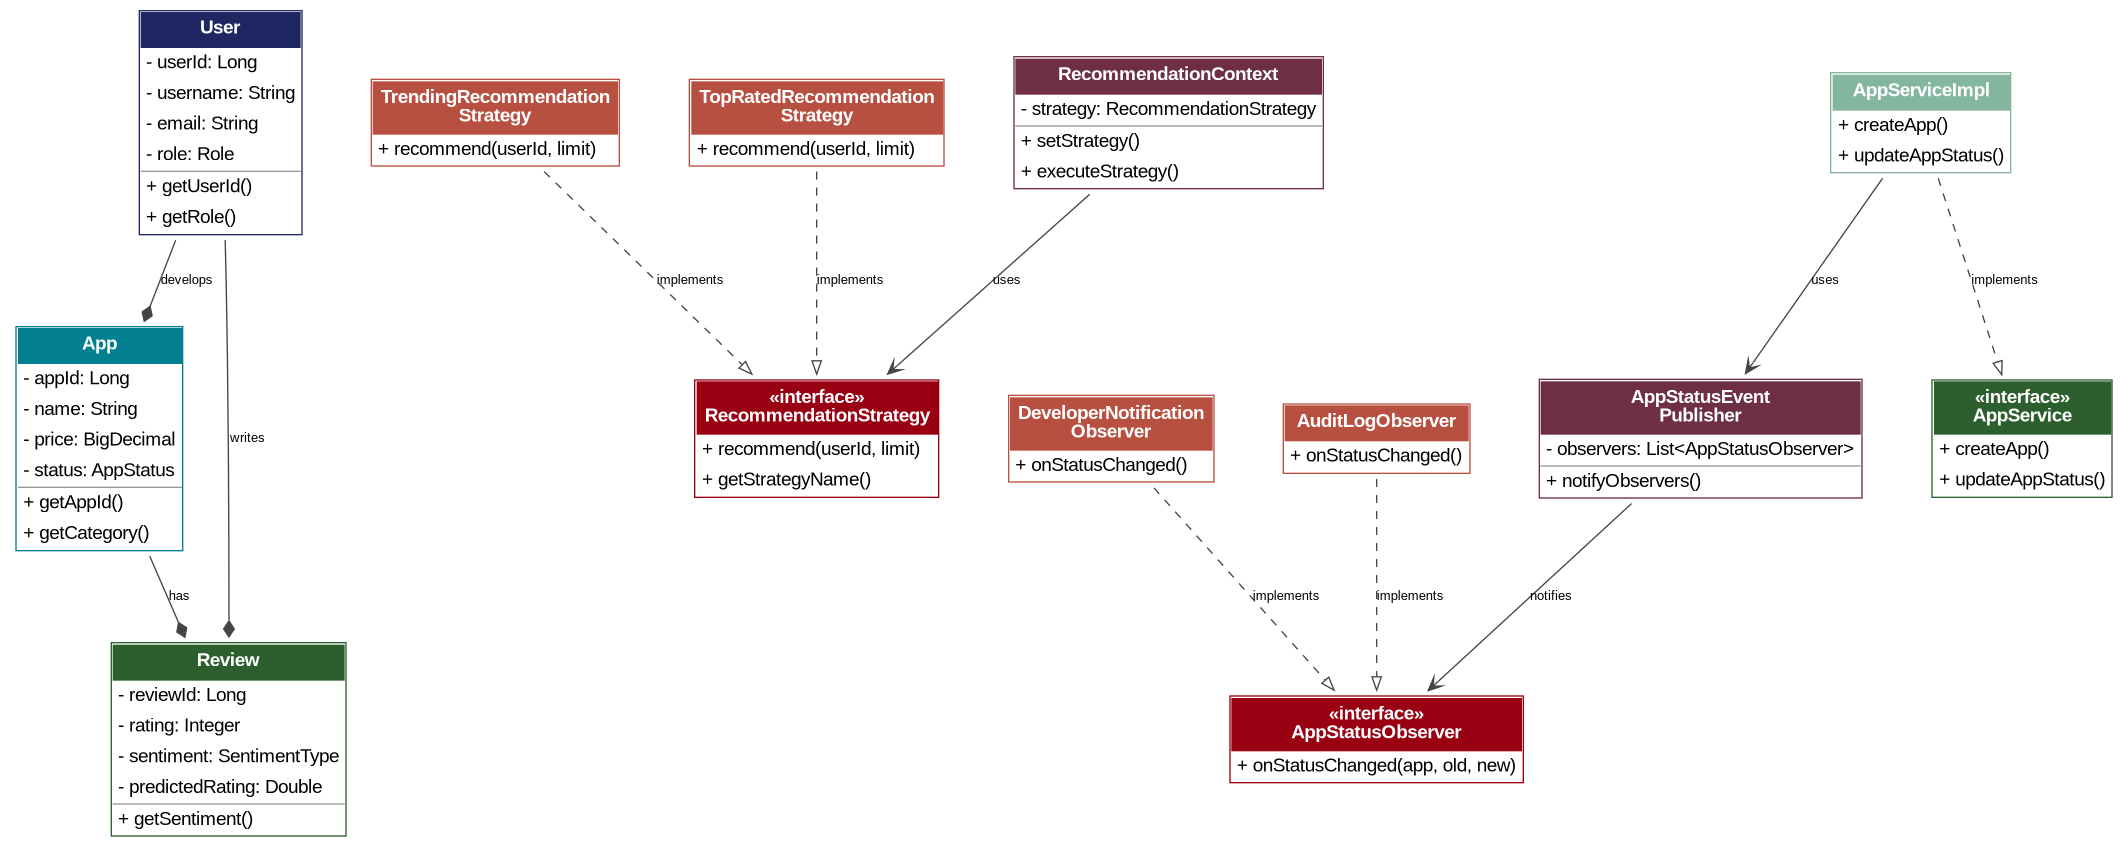 User
- userId: Long
- username: String
- email: String
- role: Role
+ getUserId()
+ getRole()
TrendingRecommendation
Strategy
+ recommend(userId, limit)
TopRatedRecommendation
Strategy
+ recommend(userId, limit)
RecommendationContext
- strategy: RecommendationStrategy
+ setStrategy()
+ executeStrategy()
AppServiceImpl
+ createApp()
+ updateAppStatus()
develops
writes
implements
implements
uses
uses
implements
App
- appId: Long
- name: String
- price: BigDecimal
- status: AppStatus
+ getAppId()
+ getCategory()
«interface»
RecommendationStrategy
+ recommend(userId, limit)
+ getStrategyName()
DeveloperNotification
Observer
+ onStatusChanged()
AuditLogObserver
+ onStatusChanged()
AppStatusEvent
Publisher
- observers: List<AppStatusObserver>
+ notifyObservers()
«interface»
AppService
+ createApp()
+ updateAppStatus()
has
implements
implements
notifies
Review
- reviewId: Long
- rating: Integer
- sentiment: SentimentType
- predictedRating: Double
+ getSentiment()
«interface»
AppStatusObserver
+ onStatusChanged(app, old, new)